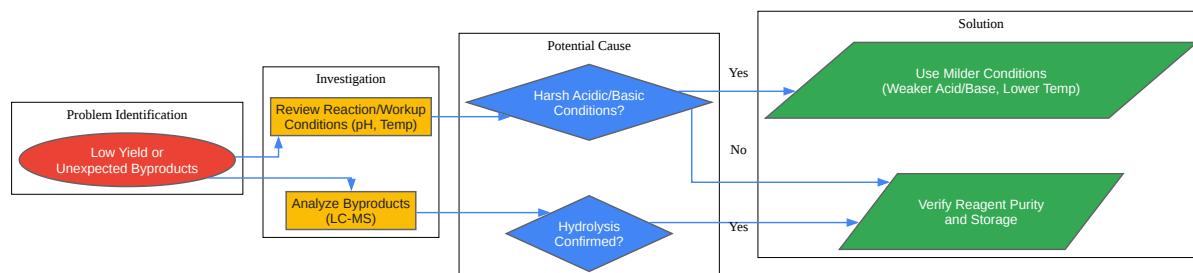 Problem Identification
Low Yield or
Unexpected Byproducts
Investigation
Review Reaction/Workup
Conditions (pH, Temp)
Analyze Byproducts
(LC-MS)
Potential Cause
Harsh Acidic/Basic
Conditions?
Hydrolysis
Confirmed?
Yes
No
Yes
Solution
Use Milder Conditions
(Weaker Acid/Base, Lower Temp)
Verify Reagent Purity
and Storage